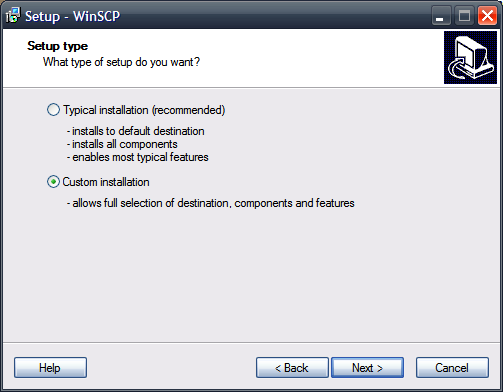 Setup - WinSCP
Setup type
What type of setup do you want?
Typical installation (recommended)
- installs to default destination
- installs all components
- enables most typical features
Custom installation
- allows full selection of destination, components and features
Help
< Back
Next >
Cancel